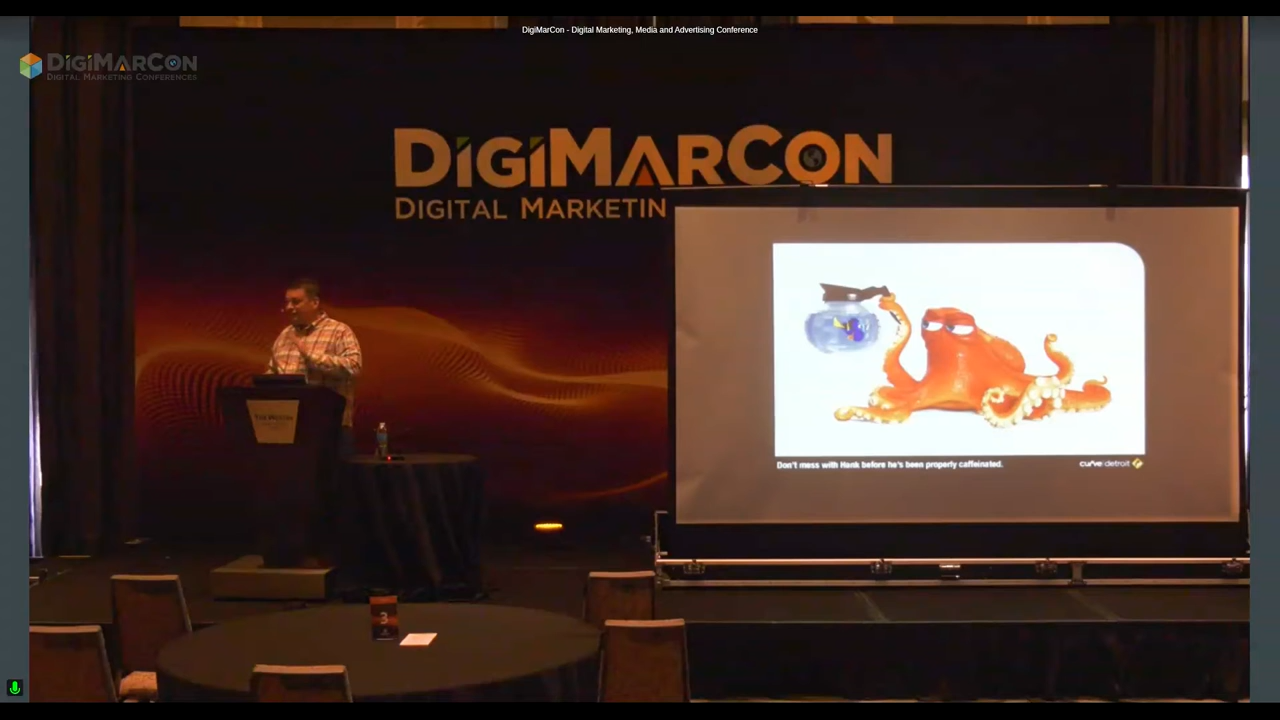 DigiMarCon - Digital Marketing, Media and Advertising Conference
DIGIMARCON
DIGITAL MARKETING CONFERENCES
DIGIMARCON
DIGITAL MARKETIN
Don't mess with Hank before he's been properly caffeinated.
curve detroit
3